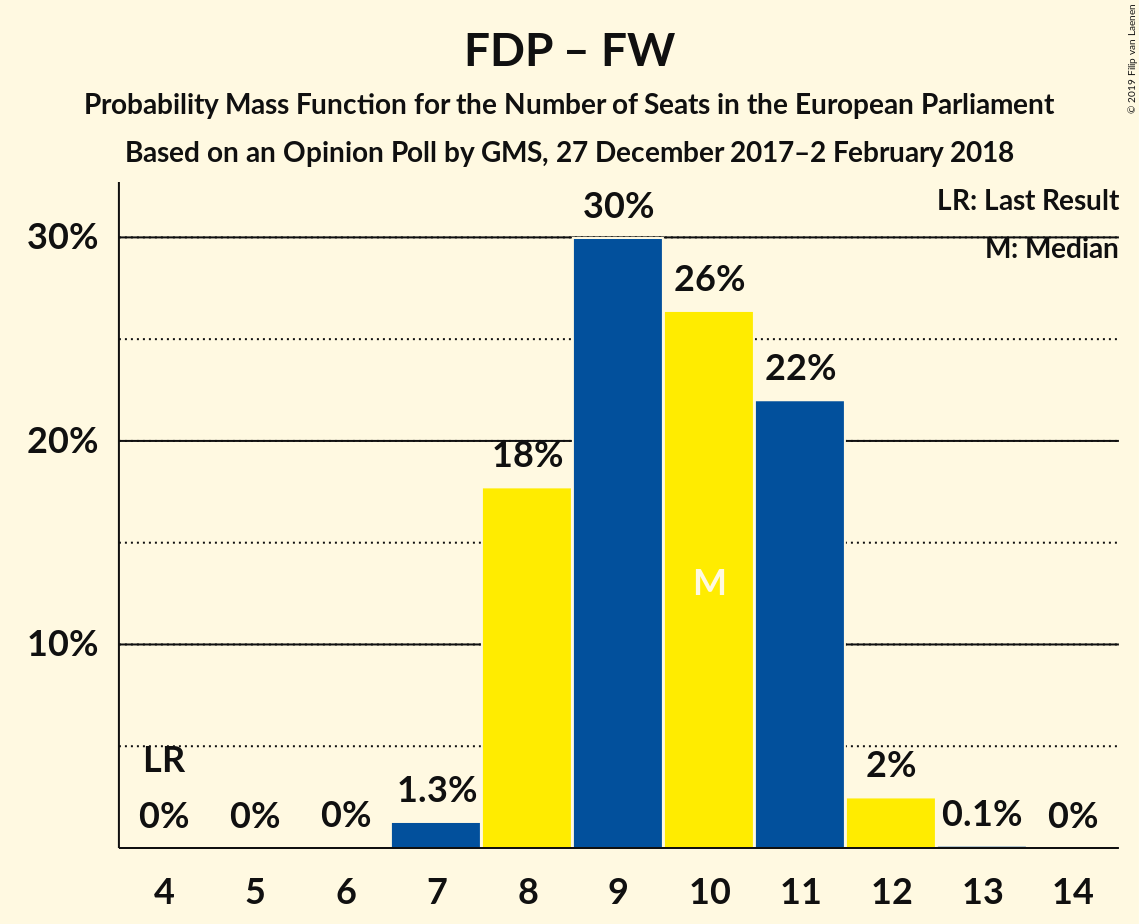 FDP – FW
Probability Mass Function for the Number of Seats in the European Parliament
Based on an Opinion Poll by GMS, 27 December 2017–2 February 2018
© 2019 Filip van Laenen
LR: Last Result
M: Median
30%
20%
10%
LR
0%
0%
0%
1.3%
18%
30%
26%
M
22%
2%
0.1%
0%
4 5 6 7 8 9 10 11 12 13 14